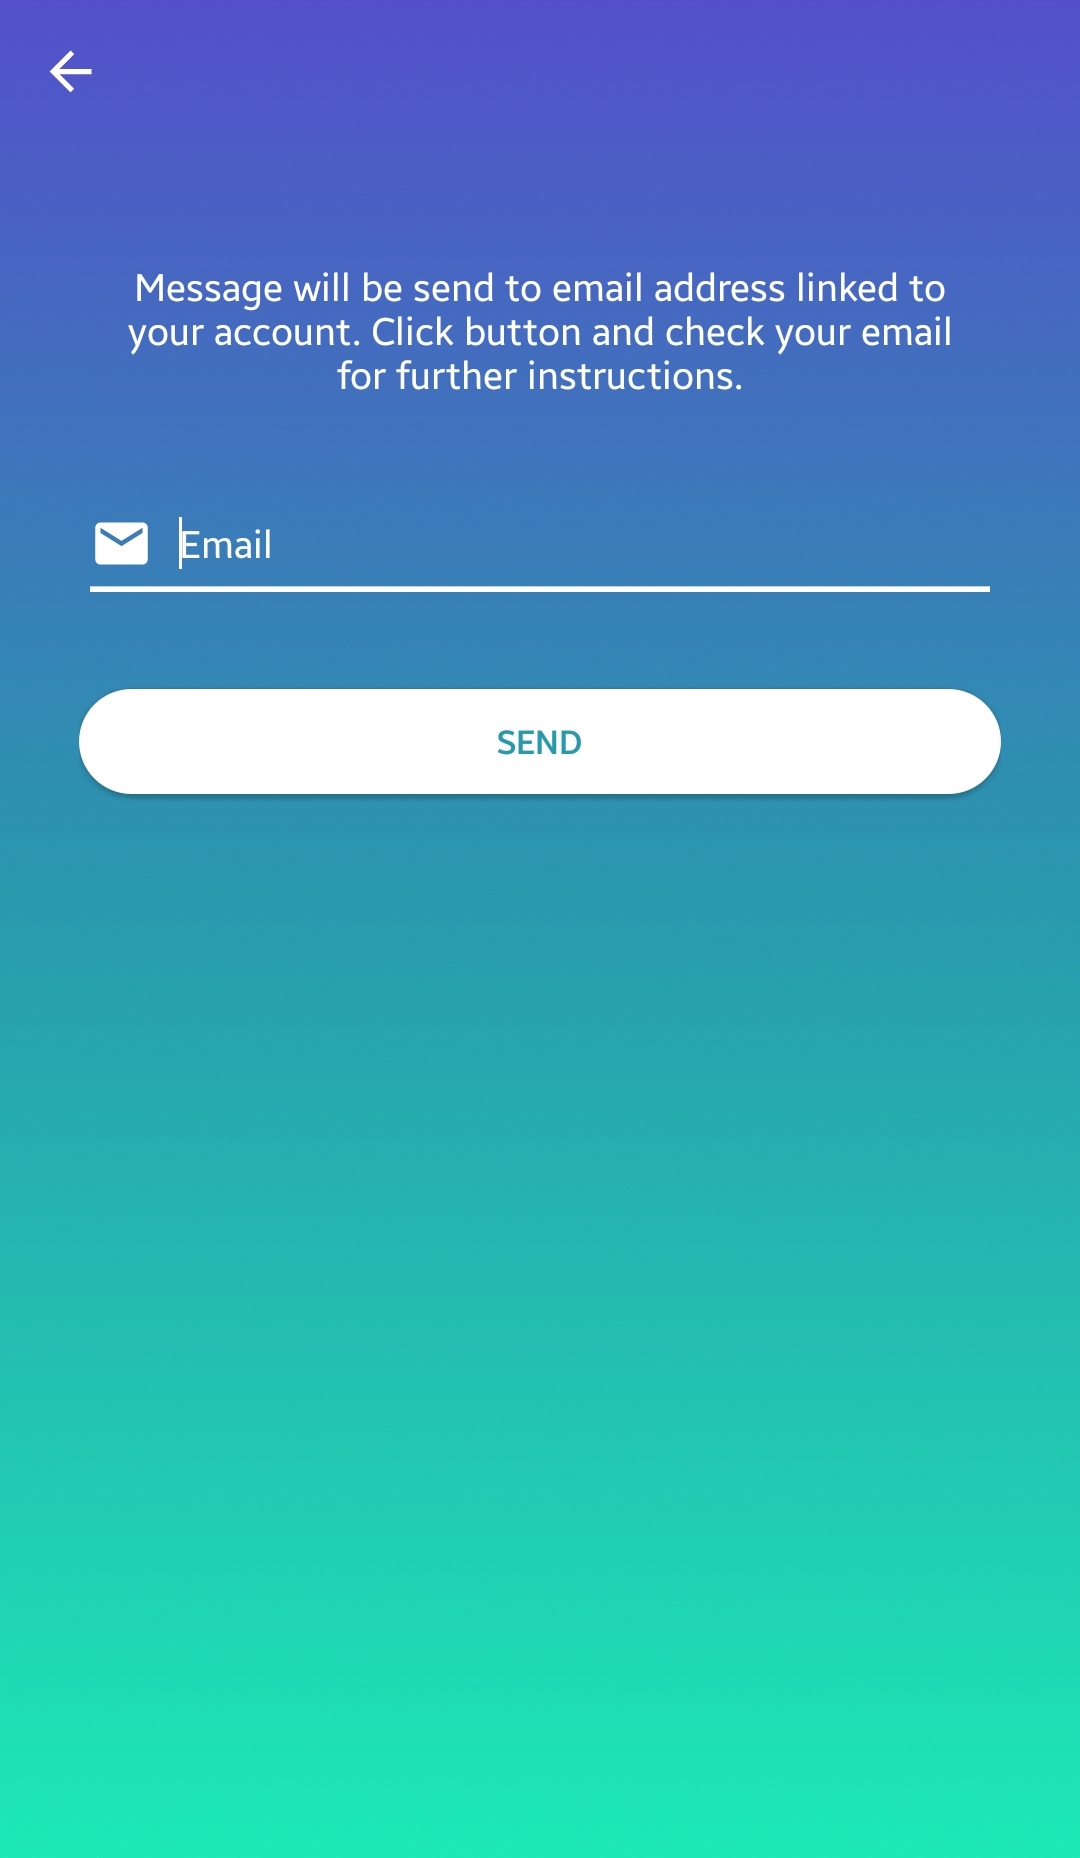 Message will be send to email address linked to
your account. Click button and check your email
for further instructions.
Email
SEND